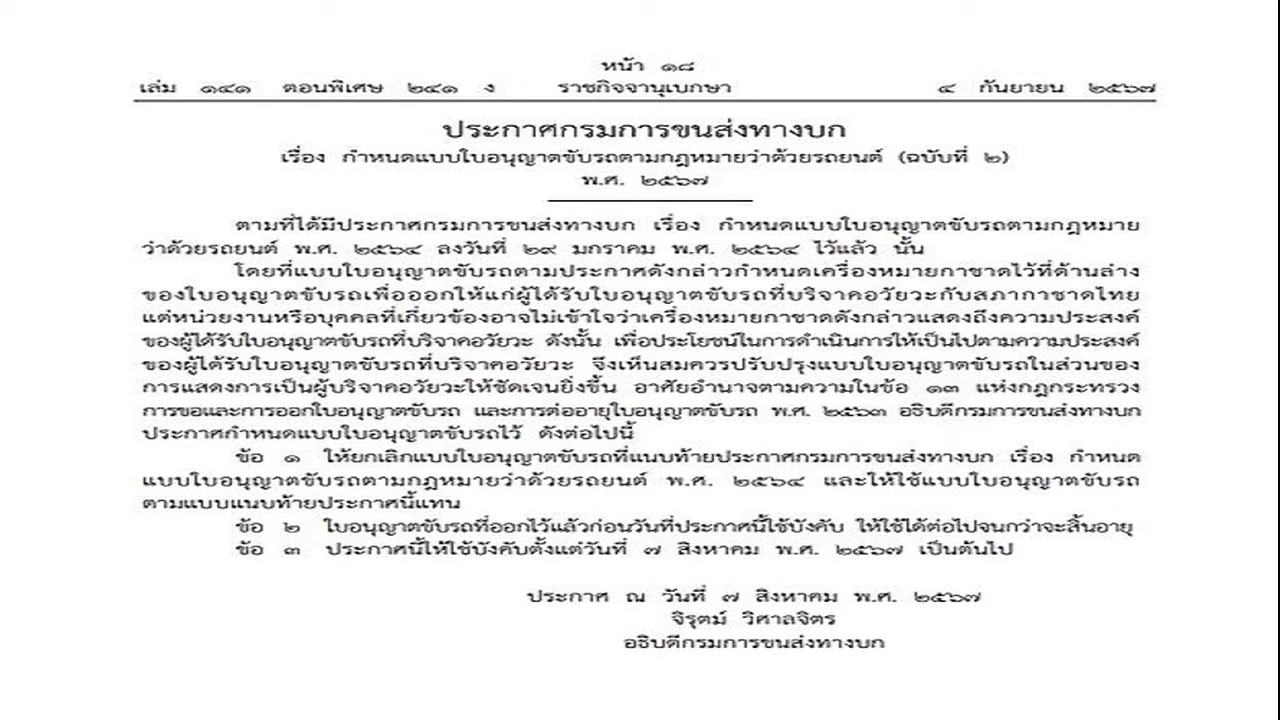 หน้า ๑๘
เล่ม ๑๔๑ ตอนพิเศษ ๒๔๑ ง ราชกิจจานุเบกษา ๔ กันยายน ๒๕๖๗
ประกาศกรมการขนส่งทางบก
เรื่อง กำหนดแบบใบอนุญาตขับรถตามกฎหมายว่าด้วยรถยนต์ (ฉบับที่ ๒)
พ.ศ. ๒๕๖๗
ตามที่ได้มีประกาศกรมการขนส่งทางบก เรื่อง กำหนดแบบใบอนุญาตขับรถตามกฎหมาย
ว่าด้วยรถยนต์ พ.ศ. ๒๕๖๔ ลงวันที่ ๒๙ มกราคม พ.ศ. ๒๕๖๔ ไว้แล้ว นั้น
โดยที่แบบใบอนุญาตขับรถตามประกาศดังกล่าวกำหนดเครื่องหมายกาชาดไว้ที่ด้านล่าง
ของใบอนุญาตขับรถเพื่อออกให้แก่ผู้ได้รับใบอนุญาตขับรถที่บริจาคอวัยวะกับสภากาชาดไทย
แต่หน่วยงานหรือบุคคลที่เกี่ยวข้องอาจไม่เข้าใจว่าเครื่องหมายกาชาดดังกล่าวแสดงถึงความประสงค์
ของผู้ได้รับใบอนุญาตขับรถที่บริจาคอวัยวะ ดังนั้น เพื่อประโยชน์ในการดำเนินการให้เป็นไปตามความประสงค์
ของผู้ได้รับใบอนุญาตขับรถที่บริจาคอวัยวะ จึงเห็นสมควรปรับปรุงแบบใบอนุญาตขับรถในส่วนของ
การแสดงการเป็นผู้บริจาคอวัยวะให้ชัดเจนยิ่งขึ้น อาศัยอำนาจตามความในข้อ ๑๓ แห่งกฎกระทรวง
การขอและการออกใบอนุญาตขับรถ และการต่ออายุใบอนุญาตขับรถ พ.ศ. ๒๕๖๓ อธิบดีกรมการขนส่งทางบก
ประกาศกำหนดแบบใบอนุญาตขับรถไว้ ดังต่อไปนี้
ข้อ ๑ ให้ยกเลิกแบบใบอนุญาตขับรถที่แนบท้ายประกาศกรมการขนส่งทางบก เรื่อง กำหนด
แบบใบอนุญาตขับรถตามกฎหมายว่าด้วยรถยนต์ พ.ศ. ๒๕๖๔ และให้ใช้แบบใบอนุญาตขับรถ
ตามแบบแนบท้ายประกาศนี้แทน
ข้อ ๒ ใบอนุญาตขับรถที่ออกไว้แล้วก่อนวันที่ประกาศนี้ใช้บังคับ ให้ใช้ได้ต่อไปจนกว่าจะสิ้นอายุ
ข้อ ๓ ประกาศนี้ให้ใช้บังคับตั้งแต่วันที่ ๗ สิงหาคม พ.ศ. ๒๕๖๗ เป็นต้นไป
ประกาศ ณ วันที่ ๗ สิงหาคม พ.ศ. ๒๕๖๗
จิรุตม์ วิศาลจิตร
อธิบดีกรมการขนส่งทางบก